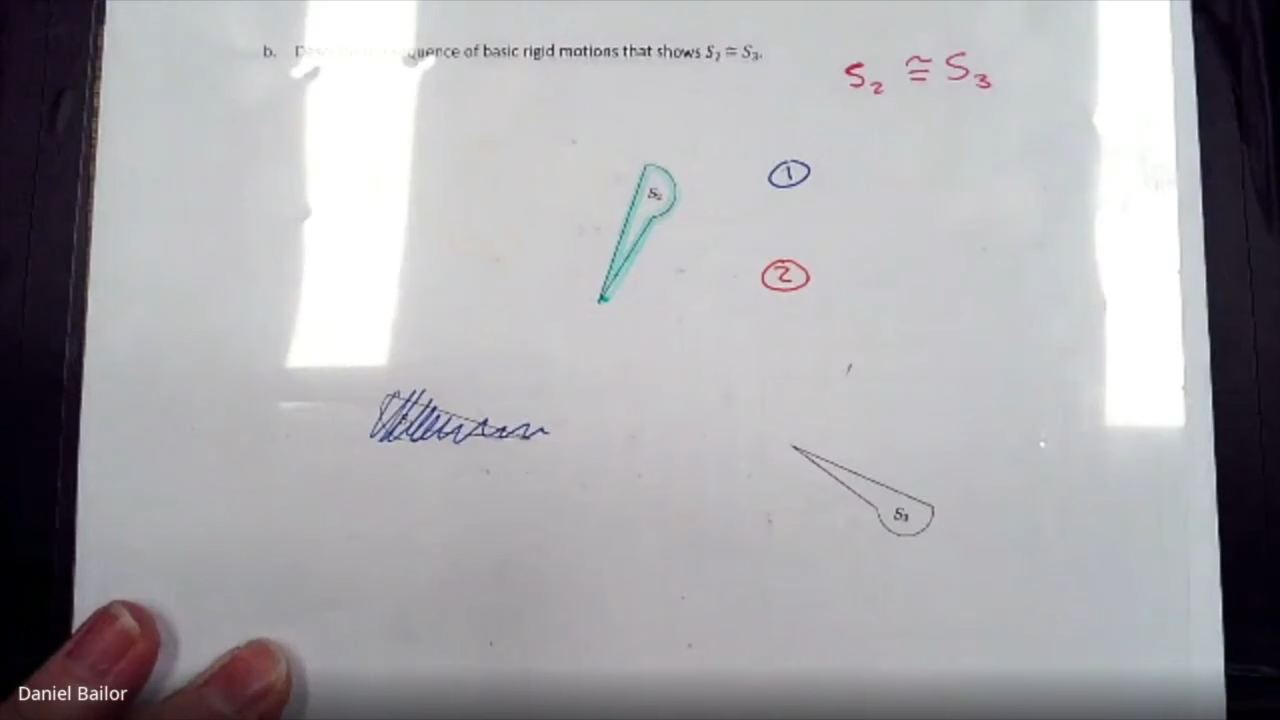 b. quence of basic rigid motions that shows S₂ ≅ S₃.
S₂ ≅ S₃
S₂
1
2
S₃
Daniel Bailor